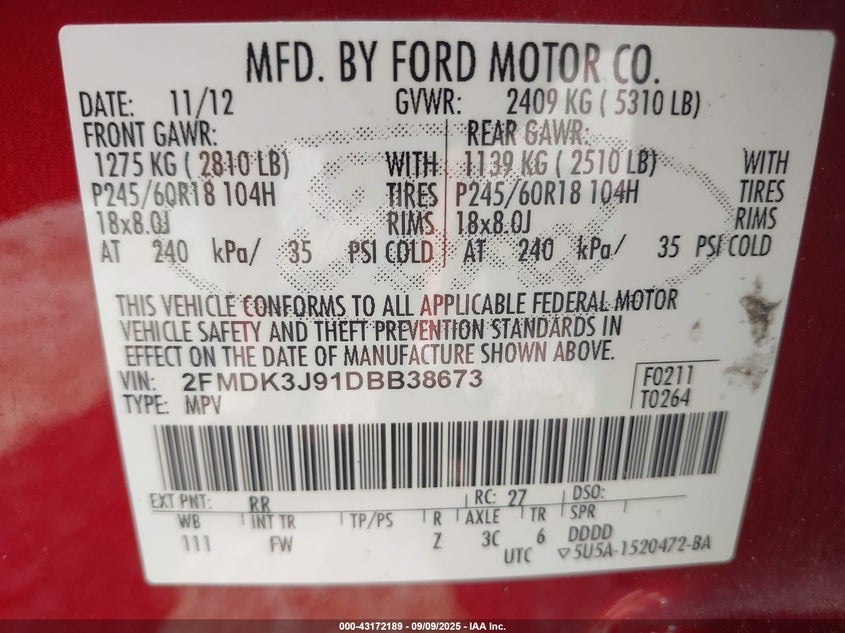 MFD. BY FORD MOTOR CO.
DATE: 11/12 GVWR: 2409 KG ( 5310 LB)
FRONT GAWR: REAR GAWR:
1275 KG ( 2810 LB) WITH 1139 KG ( 2510 LB) WITH
P245/60R18 104H TIRES P245/60R18 104H TIRES
18x8.0J RIMS 18x8.0J RIMS
AT 240 kPa/ 35 PSI COLD AT 240 kPa/ 35 PSI COLD
THIS VEHICLE CONFORMS TO ALL APPLICABLE FEDERAL MOTOR
VEHICLE SAFETY AND THEFT PREVENTION STANDARDS IN
EFFECT ON THE DATE OF MANUFACTURE SHOWN ABOVE.
VIN: 2FMDK3J91DBB38673 F0211
TYPE: MPV T0264
EXT PNT: RR RC: 27 DSO:
WB INT TR TP/PS R AXLE TR SPR
111 FW Z 3C 6 DDDD
UTC ▽5U5A-1520472-BA
000-43172189 - 09/09/2025 - IAA Inc.